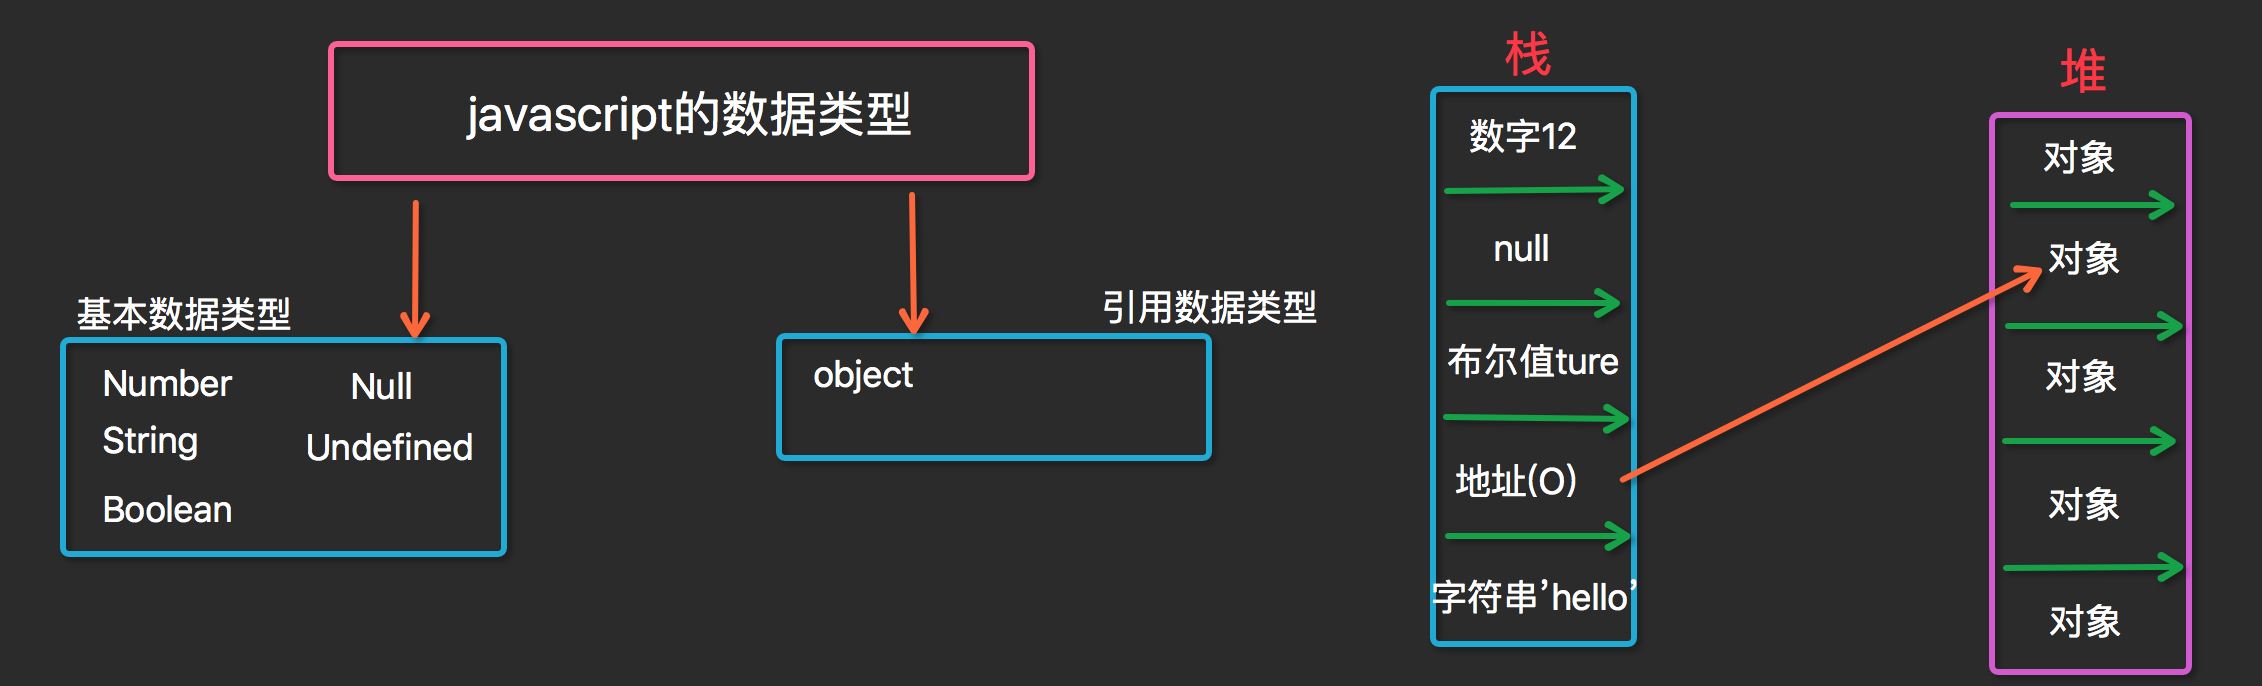 javascript的数据类型
基本数据类型
Number
Null
String
Undefined
Boolean
引用数据类型
object
栈
数字12
null
布尔值ture
地址(O)
字符串’hello’
堆
对象
对象
对象
对象
对象